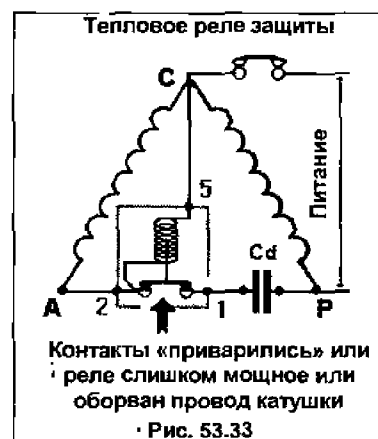 Тепловое реле защиты
C
5
Питание
Cd
A
2
1
P
Контакты «приварились» или
реле слишком мощное или
оборван провод катушки
Рис. 53.33